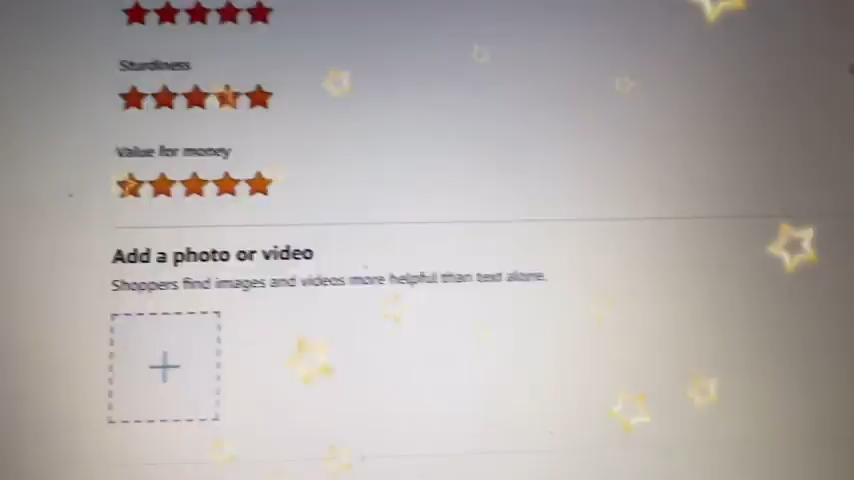 Sturdiness
Value for money
Add a photo or video
Shoppers find images and videos more helpful than text alone.